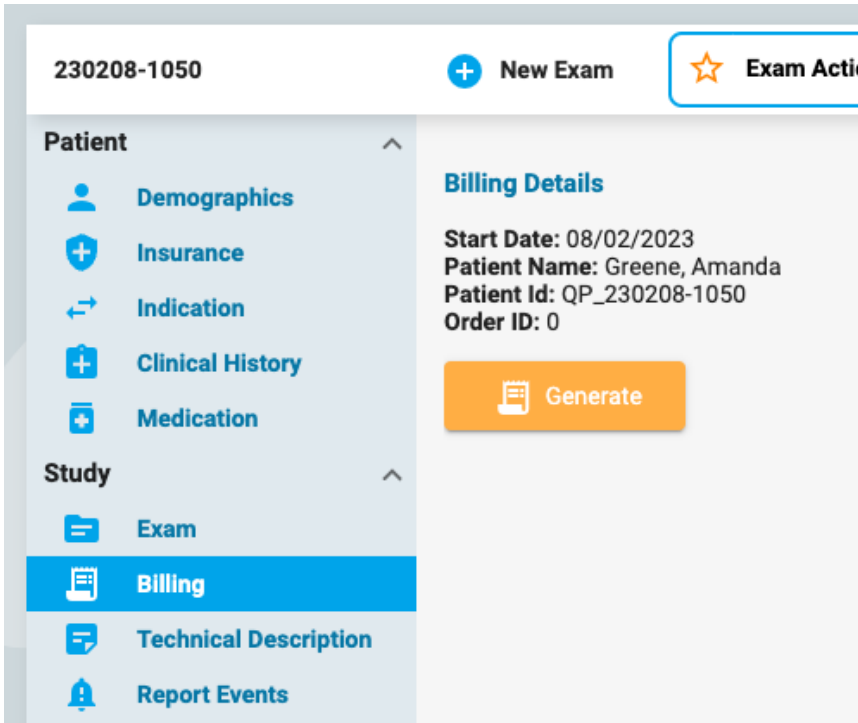 230208-1050
New Exam
Exam Acti
Patient
Demographics
Insurance
Indication
Clinical History
Medication
Study
Exam
Billing
Technical Description
Report Events
Billing Details
Start Date: 08/02/2023
Patient Name: Greene, Amanda
Patient Id: QP_230208-1050
Order ID: 0
Generate